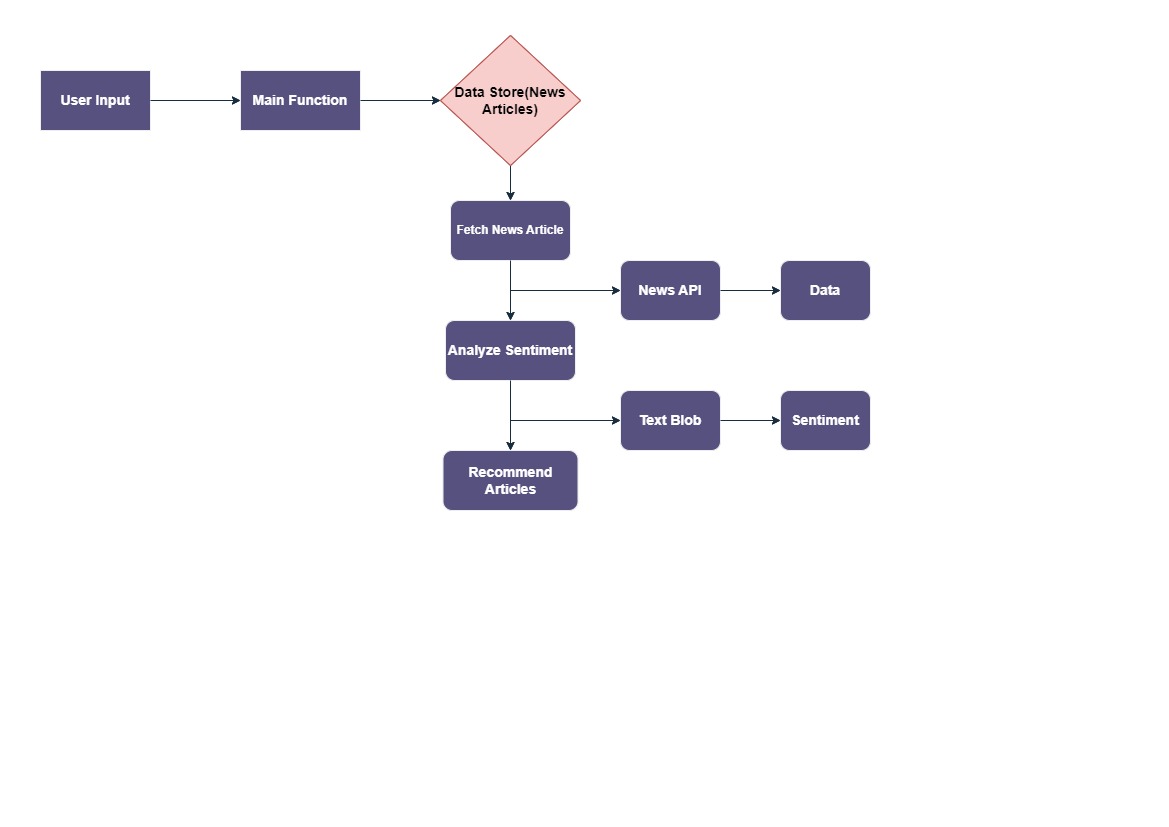 User Input
Main Function
Data Store(News
Articles)
Fetch News Article
News API
Data
Analyze Sentiment
Text Blob
Sentiment
Recommend
Articles